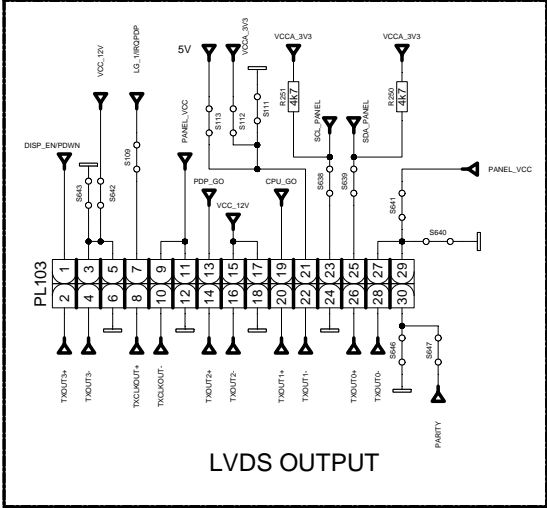 VCCA_3V3 VCCA_3V3
5V
VCC_12V
LG_1/IRQPDP
VCCA_3V3
PANEL_VCC
S113
S112
S111
R251
4k7
SCL_PANEL
SDA_PANEL
R250
4k7
DISP_EN/PDWN
S643
S642
S109
PDP_GO
VCC_12V
CPU_GO
S638
S639
S641
PANEL_VCC
S640
PL103
1 3 5 7 9 11 13 15 17 19 21 23 25 27 29
2 4 6 8 10 12 14 16 18 20 22 24 26 28 30
TXOUT3+
TXOUT3-
TXCLKOUT+
TXCLKOUT-
TXOUT2+
TXOUT2-
TXOUT1+
TXOUT1-
TXOUT0+
TXOUT0-
S646
S647
PARITY
LVDS OUTPUT